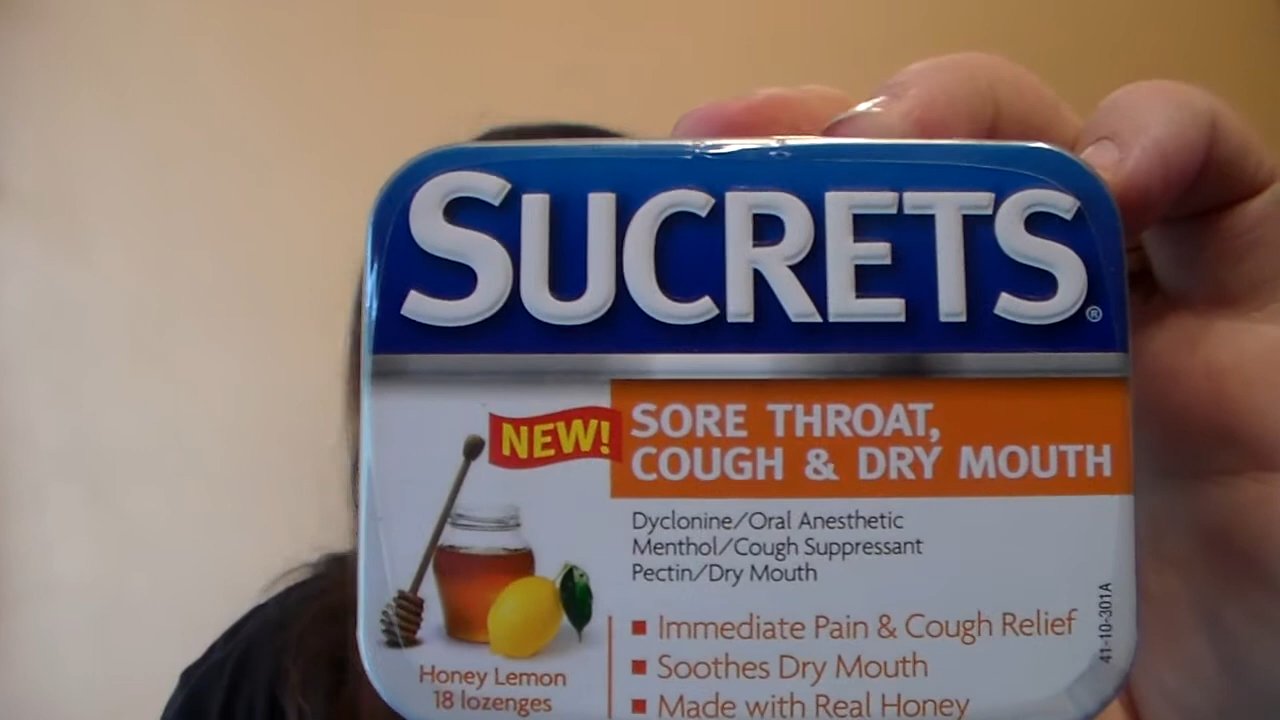 SUCRETS®
NEW!
SORE THROAT,
COUGH & DRY MOUTH
Dyclonine/Oral Anesthetic
Menthol/Cough Suppressant
Pectin/Dry Mouth
Immediate Pain & Cough Relief
Soothes Dry Mouth
Made with Real Honey
Honey Lemon
18 lozenges
41-10-301A